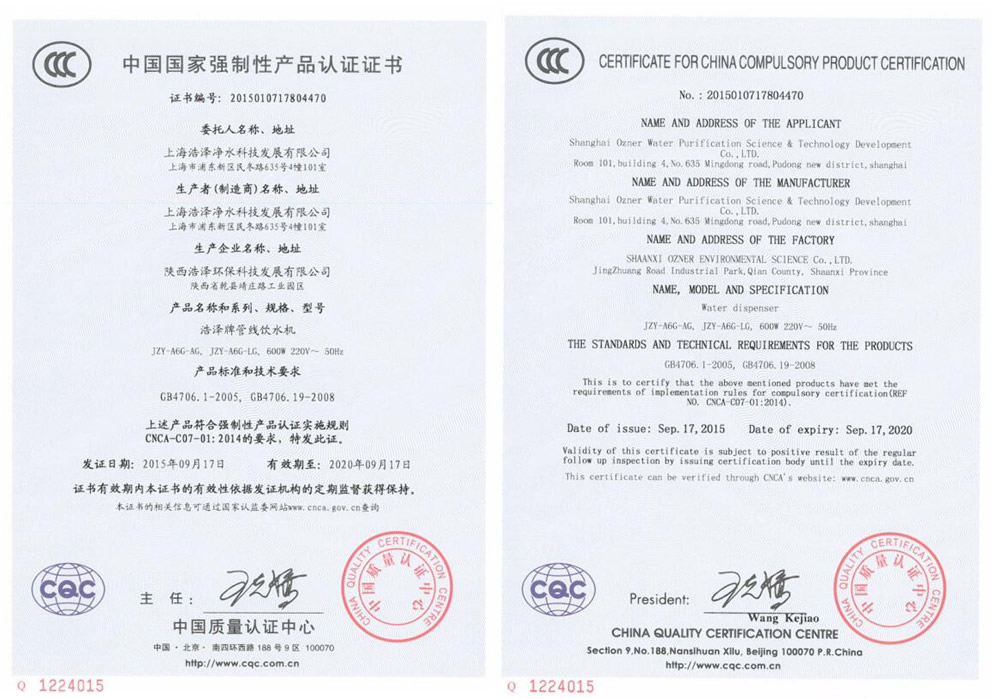 中国国家强制性产品认证证书
证书编号: 2015010717804470
委托人名称、地址
上海浩泽净水科技发展有限公司
上海市浦东新区民冬路635号4幢101室
生产者(制造商)名称、地址
上海浩泽净水科技发展有限公司
上海市浦东新区民冬路635号4幢101室
生产企业名称、地址
陕西浩泽环保科技发展有限公司
陕西省乾县靖庄路工业园区
产品名称和系列、规格、型号
浩泽牌管线饮水机
JZY-A6G-AG, JZY-A6G-LG, 600W 220V~ 50Hz
产品标准和技术要求
GB4706.1-2005, GB4706.19-2008
上述产品符合强制性产品认证实施规则
CNCA-C07-01:2014的要求，特发此证。
发证日期: 2015年09月17日 有效期至: 2020年09月17日
证书有效期内本证书的有效性依据发证机构的定期监督获得保持。
本证书的相关信息可通过国家认监委网站www.cnca.gov.cn查询
CQC
主 任:
中国质量认证中心
CHINA QUALITY CERTIFICATION CENTRE
中国质量认证中心
中国·北京·南四环西路 188 号 9 区 100070
http://www.cqc.com.cn
Q 1224015
CERTIFICATE FOR CHINA COMPULSORY PRODUCT CERTIFICATION
No. : 2015010717804470
NAME AND ADDRESS OF THE APPLICANT
Shanghai Ozner Water Purification Science & Technology Development
Co., LTD.
Room 101, building 4, No. 635 Mingdong road, Pudong new district, shanghai
NAME AND ADDRESS OF THE MANUFACTURER
Shanghai Ozner Water Purification Science & Technology Development
Co., LTD.
Room 101, building 4, No. 635 Mingdong road, Pudong new district, shanghai
NAME AND ADDRESS OF THE FACTORY
SHAANXI OZNER ENVIRONMENTAL SCIENCE Co., LTD.
JingZhuang Road Industrial Park, Qian County, Shaanxi Province
NAME, MODEL AND SPECIFICATION
Water dispenser
JZY-A6G-AG, JZY-A6G-LG, 600W 220V~ 50Hz
THE STANDARDS AND TECHNICAL REQUIREMENTS FOR THE PRODUCTS
GB4706.1-2005, GB4706.19-2008
This is to certify that the above mentioned products have met the
requirements of implementation rules for compulsory certification(REF
NO. CNCA-C07-01:2014).
Date of issue: Sep. 17, 2015 Date of expiry: Sep. 17, 2020
Validity of this certificate is subject to positive result of the regular
follow up inspection by issuing certification body until the expiry date.
This certificate can be verified through CNCA's website: www.cnca.gov.cn
CQC
President:
Wang Kejiao
CHINA QUALITY CERTIFICATION CENTRE
中国质量认证中心
CHINA QUALITY CERTIFICATION CENTRE
Section 9, No.188, Nansihuan Xilu, Beijing 100070 P.R.China
http://www.cqc.com.cn
Q 1224015